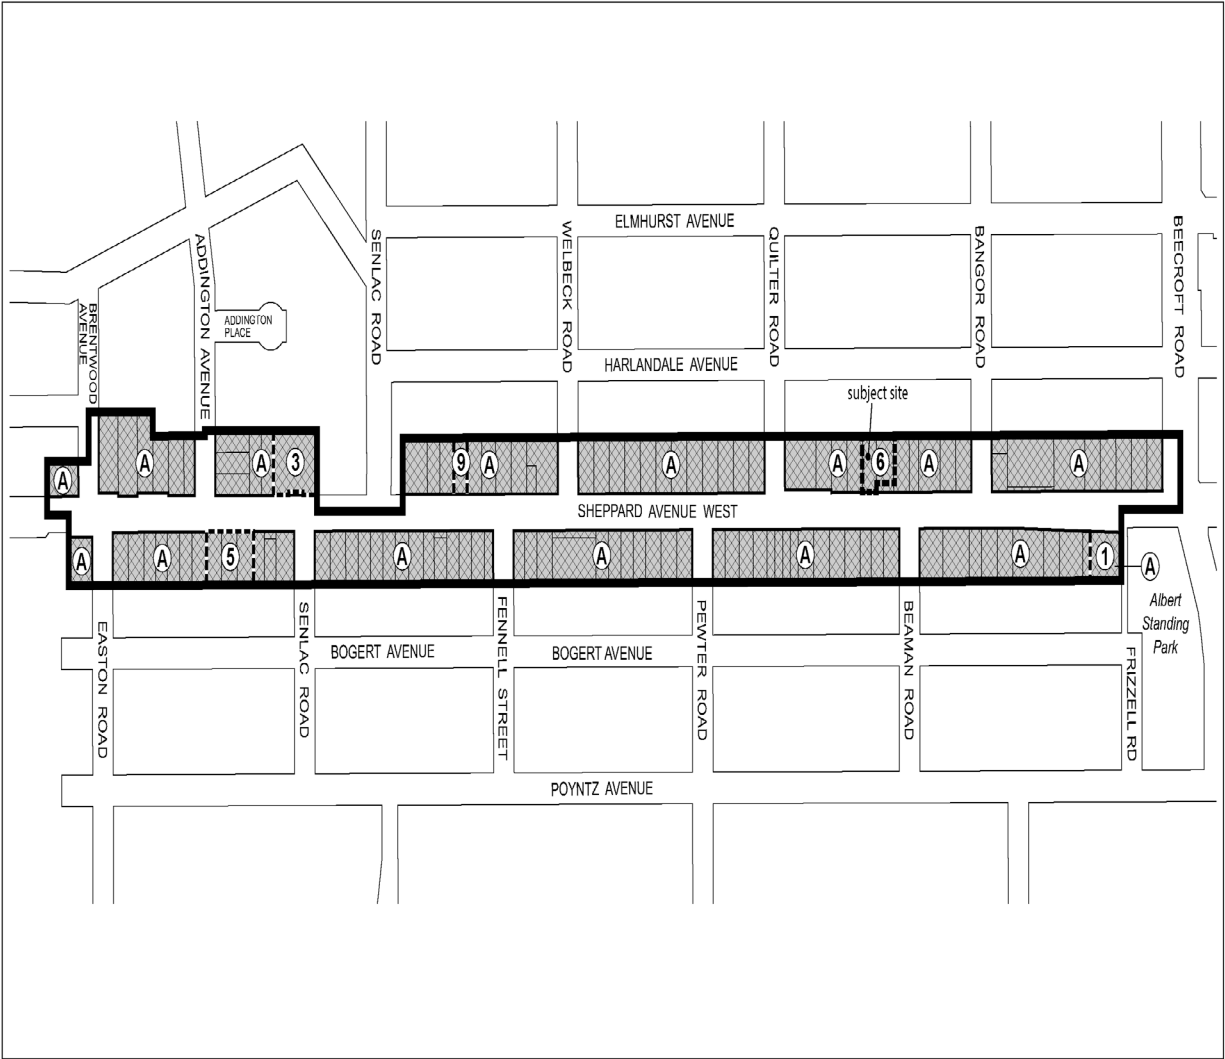 ELMHURST AVENUE
SENLAC ROAD
WELBECK ROAD
QUILTER ROAD
BANGOR ROAD
BEECROFT ROAD
ADDINGTON AVENUE
ADDINGTON
PLACE
BRENTWOOD
AVENUE
HARLANDALE AVENUE
subject site
A
A
A
3
9
A
A
A
6
A
A
SHEPPARD AVENUE WEST
A
A
5
A
A
A
A
1
A
Albert
Standing
Park
EASTON ROAD
SENLAC ROAD
BOGERT AVENUE
FENNELL STREET
BOGERT AVENUE
PEWTER ROAD
BEAMAN ROAD
FRIZZELL RD
POYNTZ AVENUE